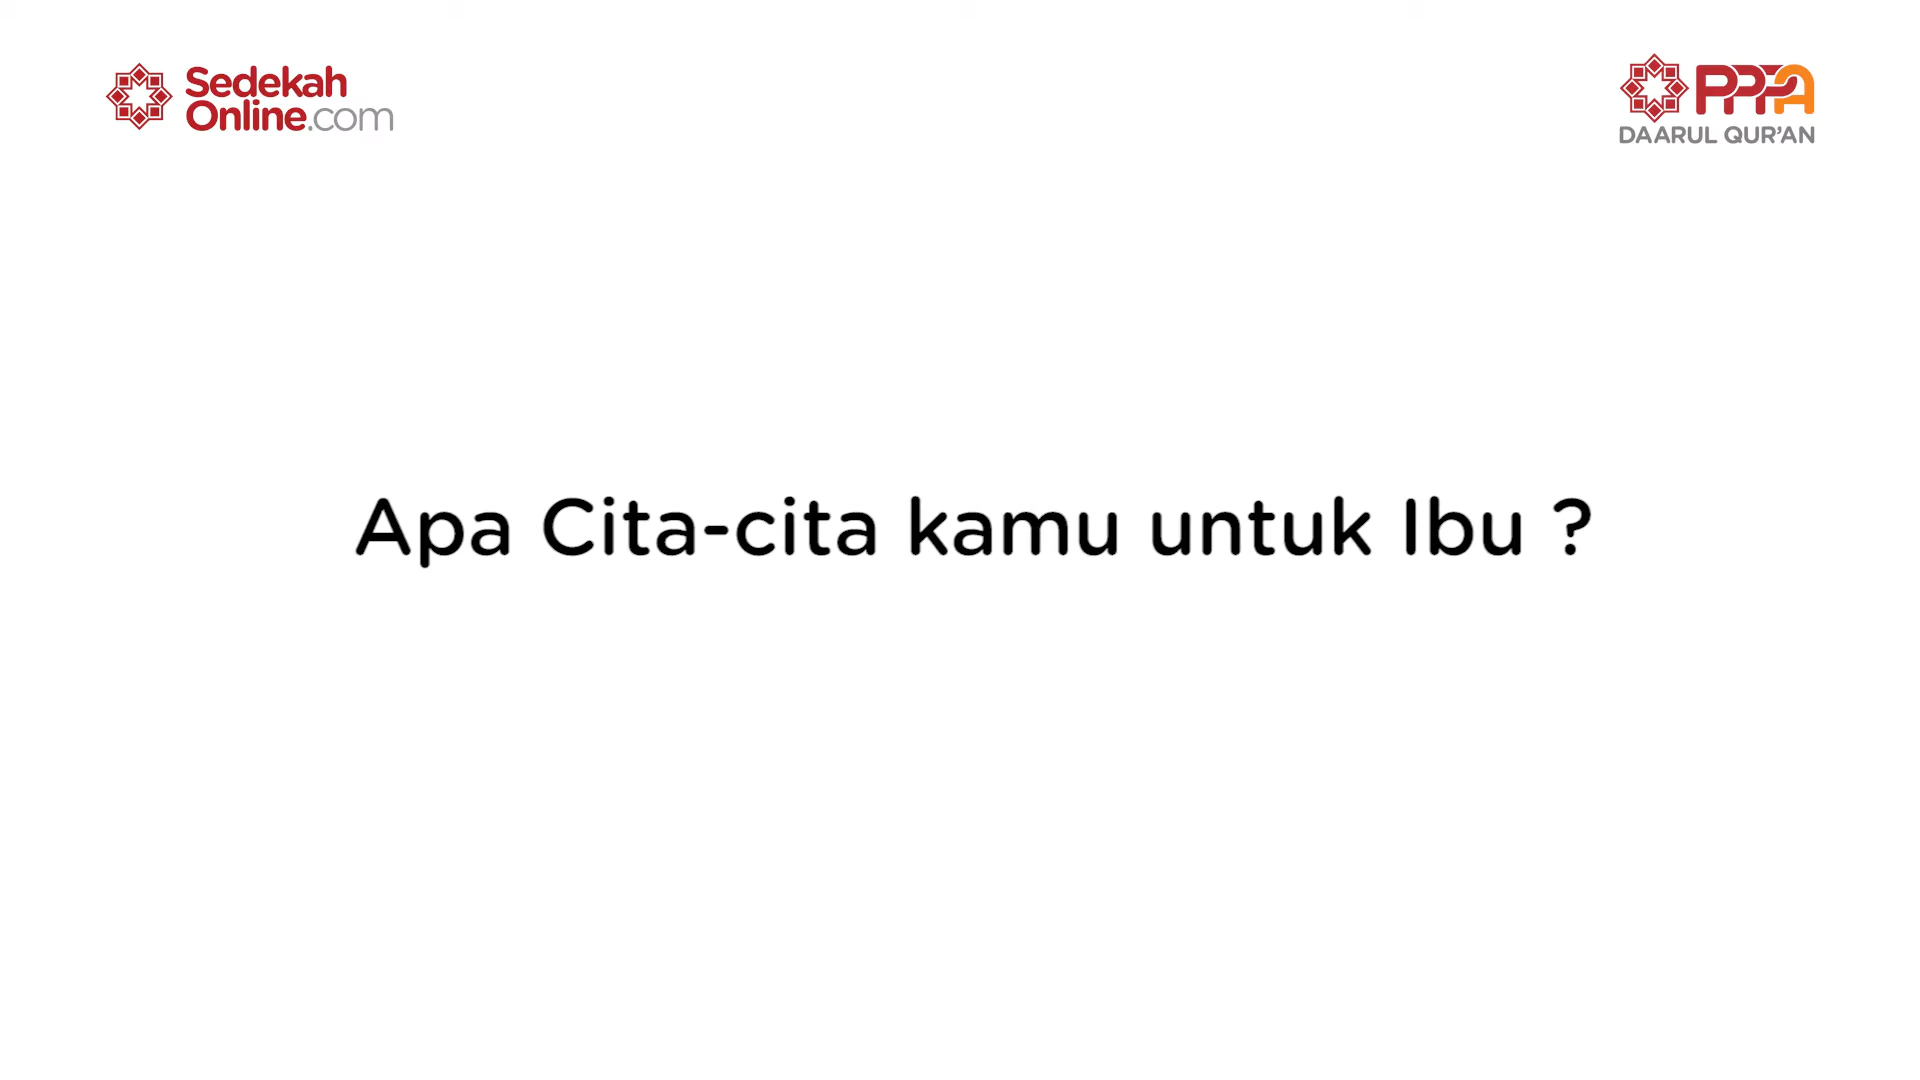 Sedekah
Online.com
PPPA
DAARUL QUR'AN
Apa Cita-cita kamu untuk Ibu ?